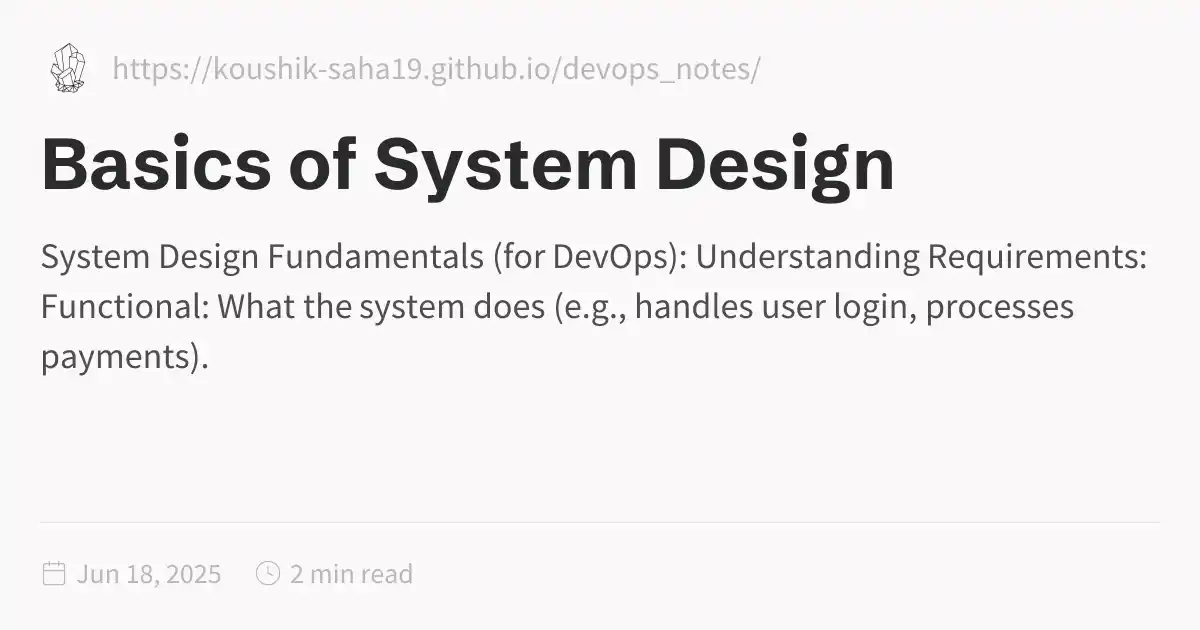 https://koushik-saha19.github.io/devops_notes/
Basics of System Design
System Design Fundamentals (for DevOps): Understanding Requirements:
Functional: What the system does (e.g., handles user login, processes
payments).
Jun 18, 2025 2 min read